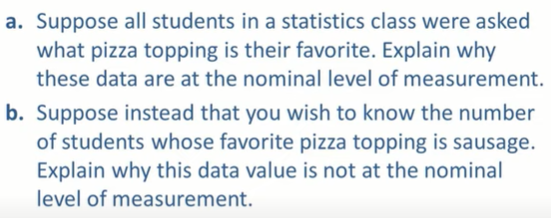 a. Suppose all students in a statistics class were asked
what pizza topping is their favorite. Explain why
these data are at the nominal level of measurement.
b. Suppose instead that you wish to know the number
of students whose favorite pizza topping is sausage.
Explain why this data value is not at the nominal
level of measurement.